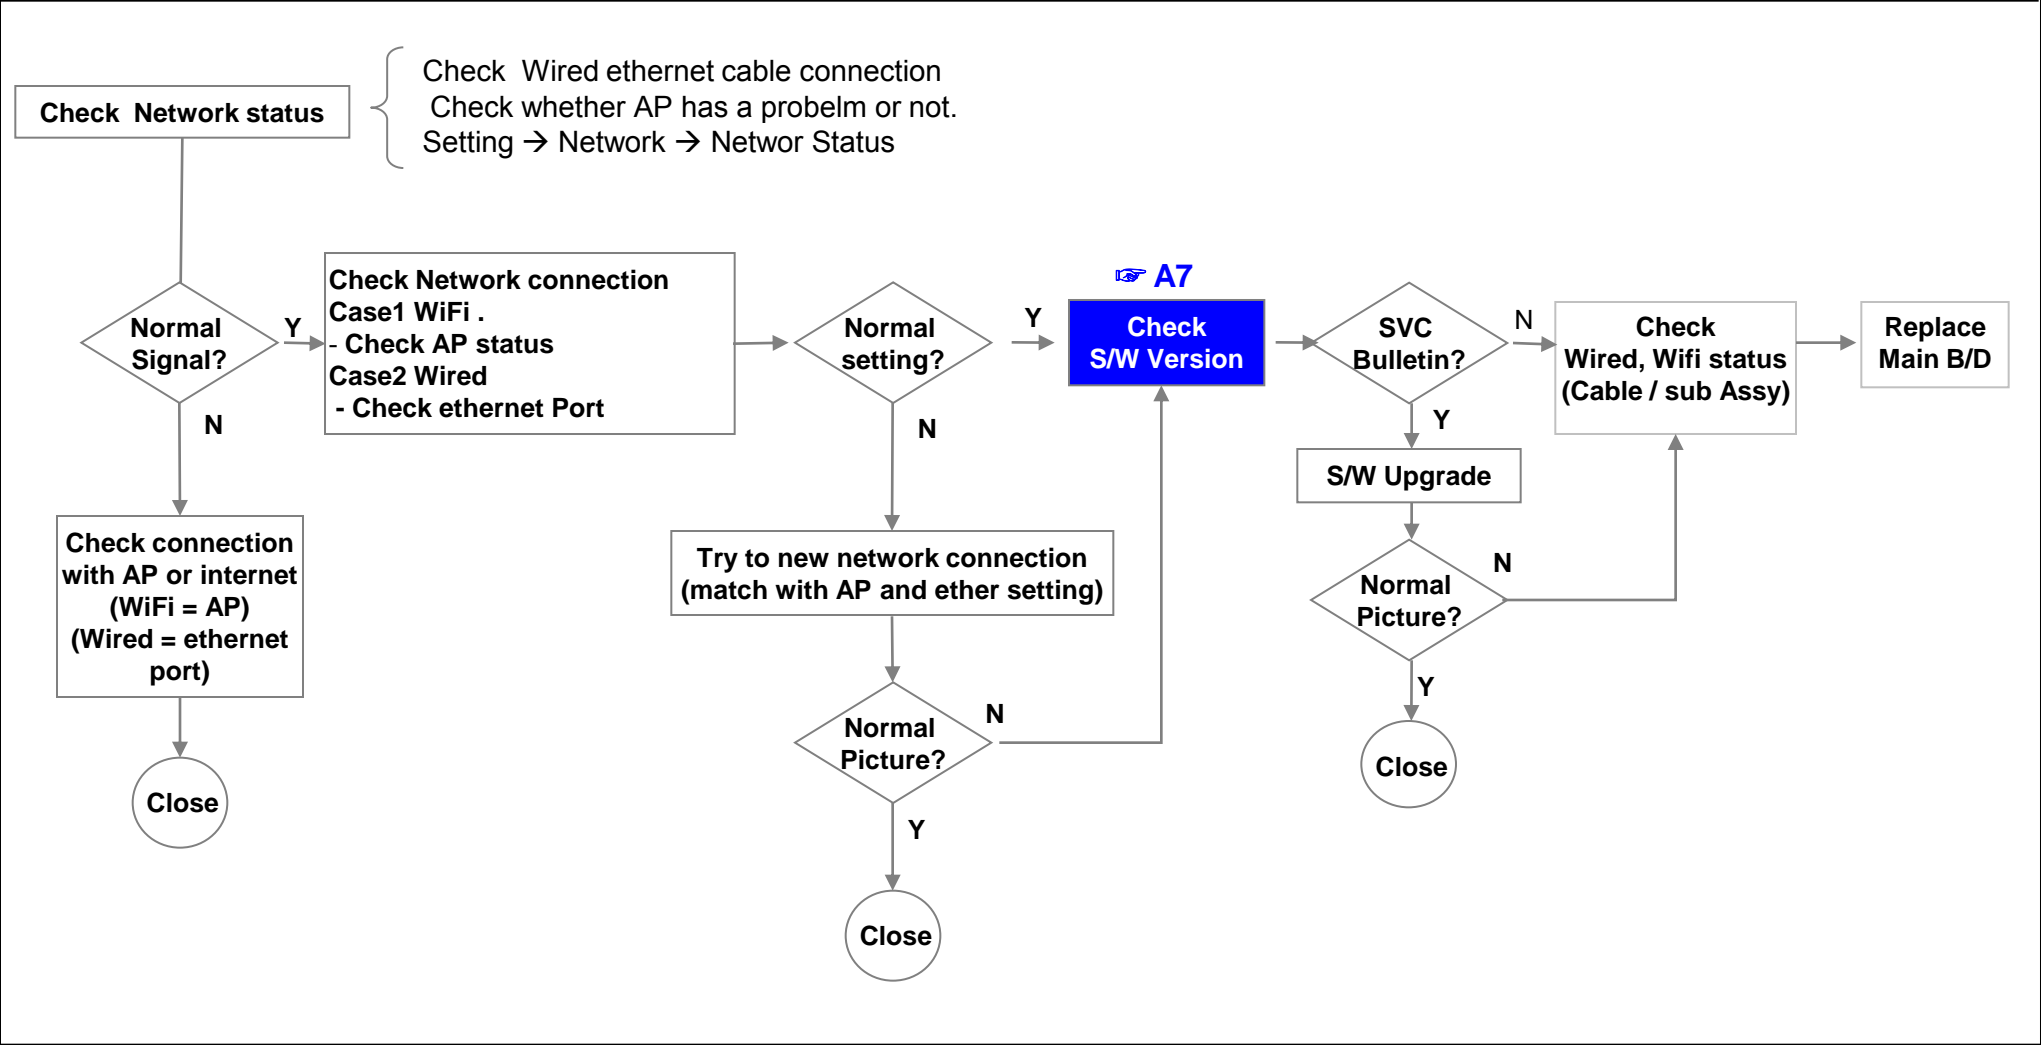 Check Wired ethernet cable connection
Check Network status
Check whether AP has a probelm or not.
Setting → Network → Networ Status
Normal
Signal?
Y
N
Check Network connection
Case1 WiFi .
- Check AP status
Case2 Wired
- Check ethernet Port
Normal
setting?
Y
N
☞ A7
Check
S/W Version
SVC
Bulletin?
N
Y
Check
Wired, Wifi status
(Cable / sub Assy)
Replace
Main B/D
S/W Upgrade
Check connection
with AP or internet
(WiFi = AP)
(Wired = ethernet
port)
Close
Try to new network connection
(match with AP and ether setting)
Normal
Picture?
N
Y
Close
Normal
Picture?
N
Y
Close